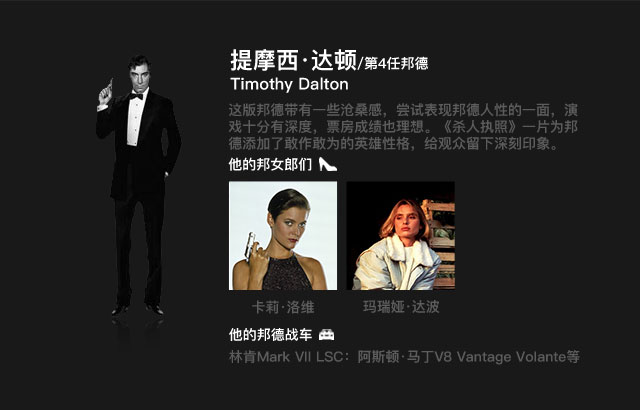 提摩西·达顿/第4任邦德
Timothy Dalton
这版邦德带有一些沧桑感，尝试表现邦德人性的一面，演
戏十分有深度，票房成绩也理想。《杀人执照》一片为邦
德添加了敢作敢为的英雄性格，给观众留下深刻印象。
他的邦女郎们
卡莉·洛维
玛瑞娅·达波
他的邦德战车
林肯Mark VII LSC：阿斯顿·马丁V8 Vantage Volante等